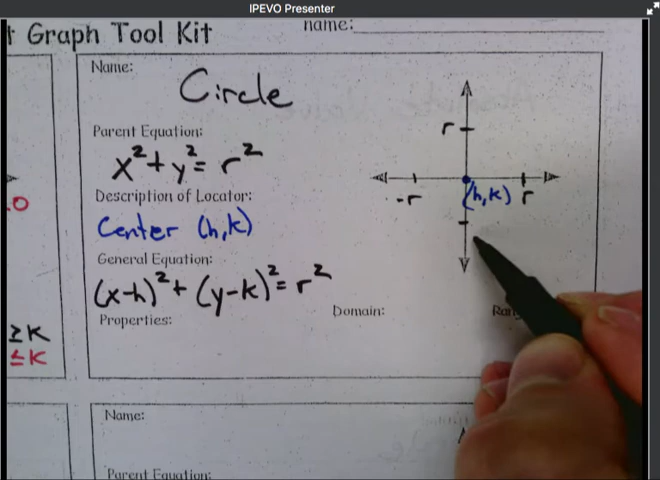 IPEVO Presenter
t Graph Tool Kit
name:
Name:
Circle
Parent Equation:
x² + y² = r²
Description of Locator:
Center (h,k)
General Equation:
(x-h)² + (y-k)² = r²
Properties:
Domain:
r
-r
(h,k)
r
0
≥K
≤K
Name:
Parent Equation: